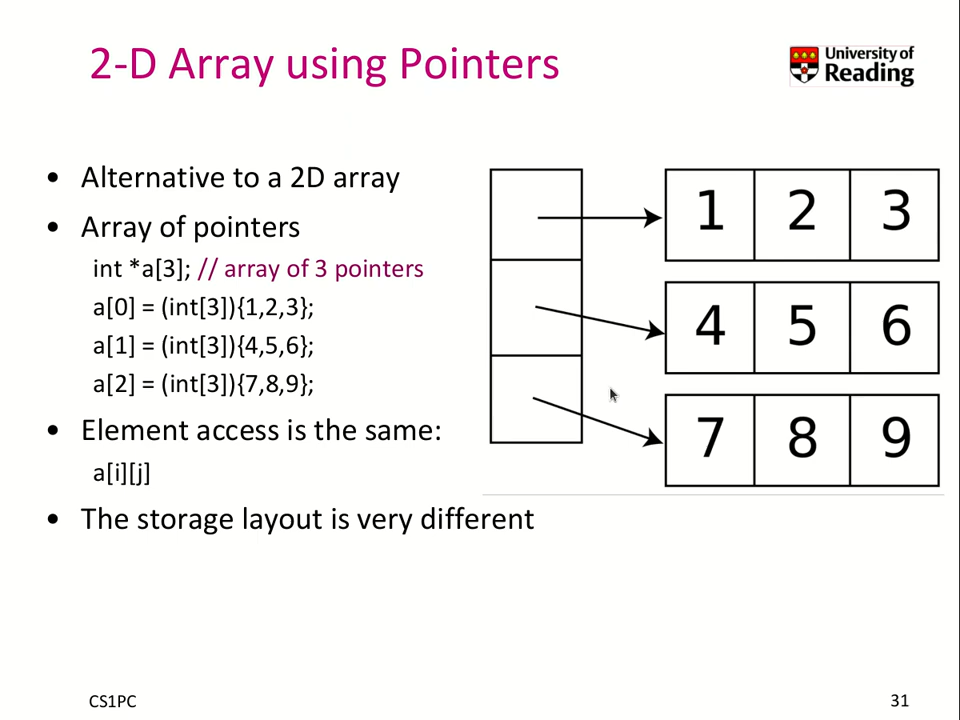 2-D Array using Pointers
University of
Reading
• Alternative to a 2D array
• Array of pointers
int *a[3]; // array of 3 pointers
a[0] = (int[3]){1,2,3};
a[1] = (int[3]){4,5,6};
a[2] = (int[3]){7,8,9};
• Element access is the same:
a[i][j]
• The storage layout is very different
1 2 3
4 5 6
7 8 9
CS1PC
31